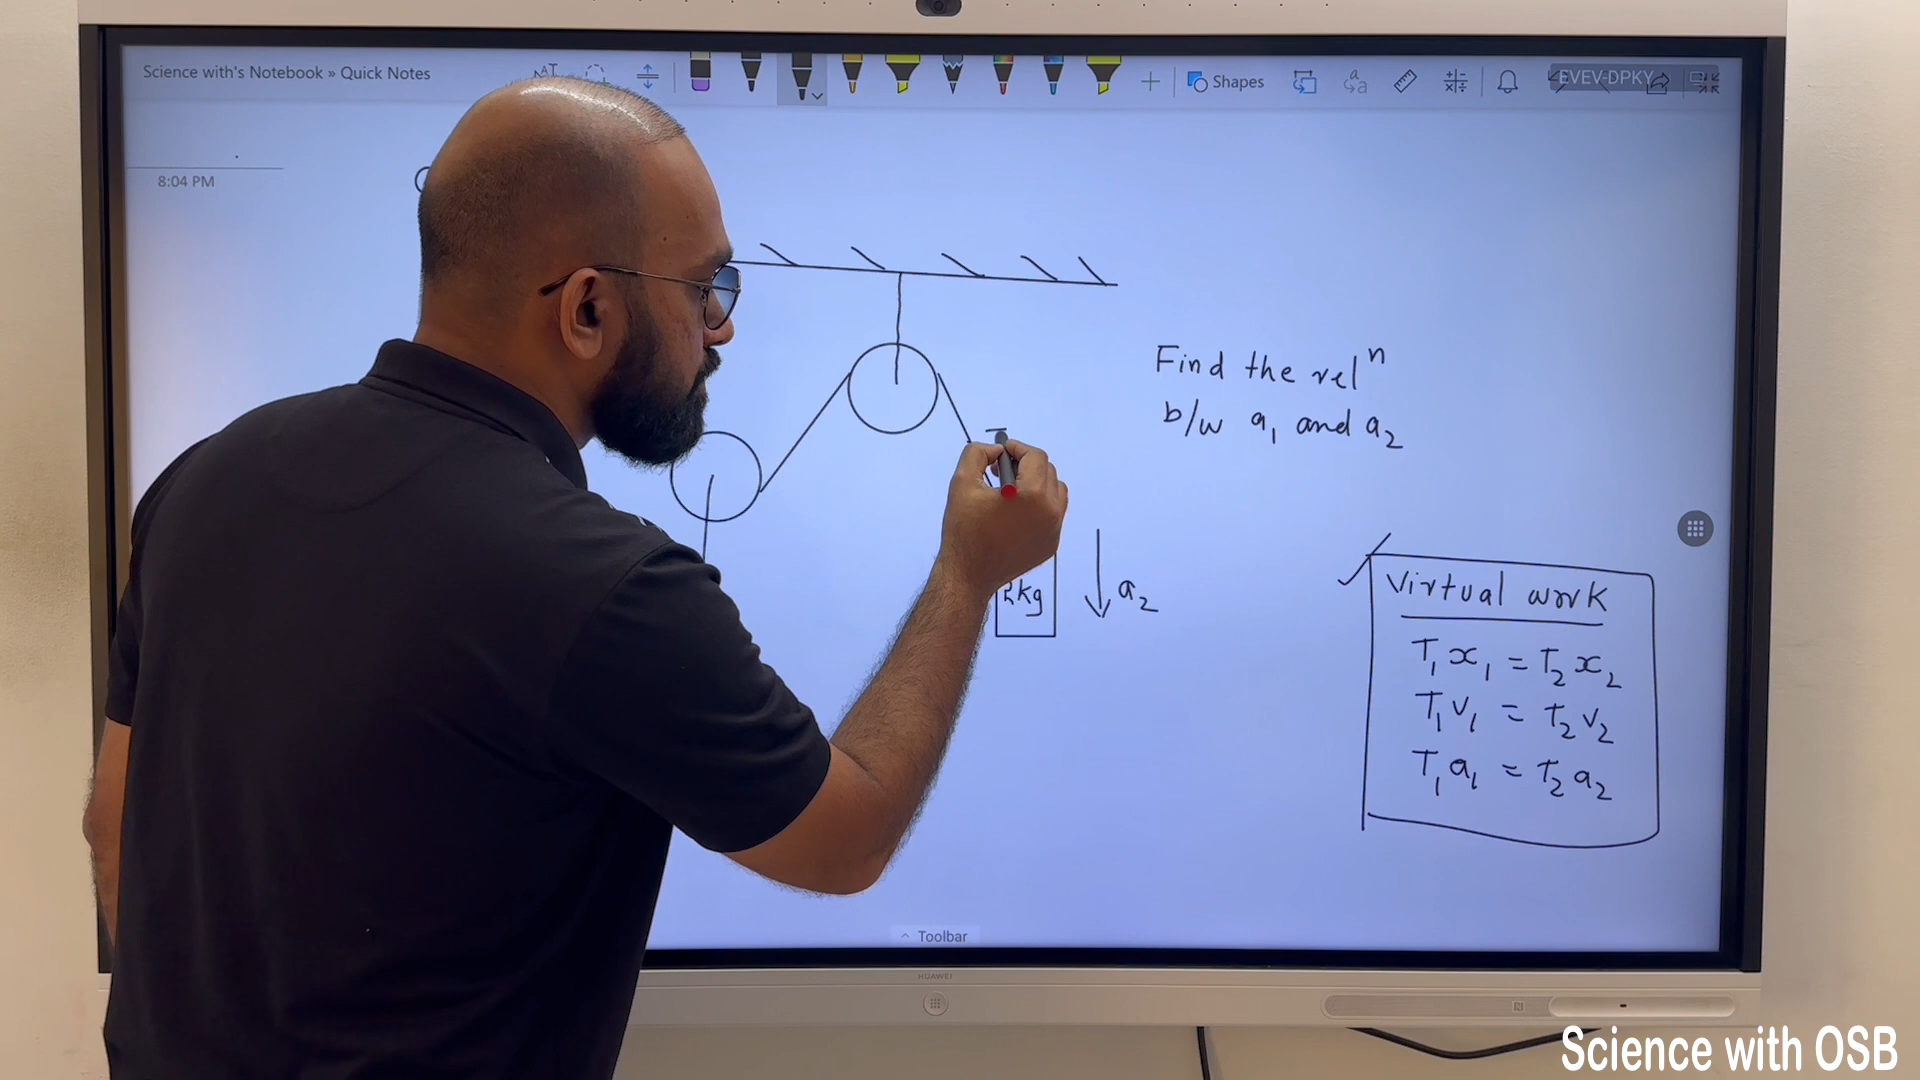 Science with's Notebook » Quick Notes
Shapes
EVEV-DPKY
8:04 PM
Find the relⁿ
b/w a₁ and a₂
2kg
a₂
Virtual work
T₁x₁ = T₂x₂
T₁v₁ = T₂v₂
T₁a₁ = T₂a₂
Toolbar
HUAWEI
Science with OSB